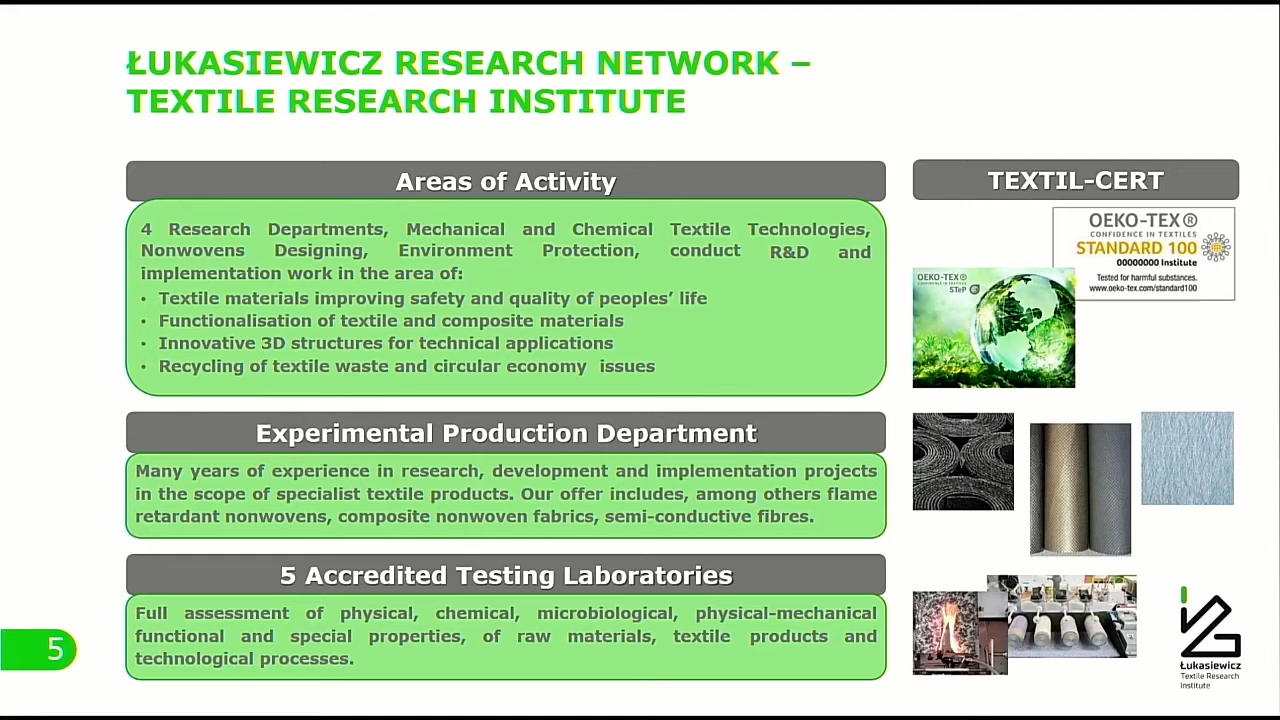 ŁUKASIEWICZ RESEARCH NETWORK –
TEXTILE RESEARCH INSTITUTE
Areas of Activity
4 Research Departments, Mechanical and Chemical Textile Technologies,
Nonwovens Designing, Environment Protection, conduct R&D and
implementation work in the area of:
• Textile materials improving safety and quality of peoples’ life
• Functionalisation of textile and composite materials
• Innovative 3D structures for technical applications
• Recycling of textile waste and circular economy issues
Experimental Production Department
Many years of experience in research, development and implementation projects
in the scope of specialist textile products. Our offer includes, among others flame
retardant nonwovens, composite nonwoven fabrics, semi-conductive fibres.
5 Accredited Testing Laboratories
Full assessment of physical, chemical, microbiological, physical-mechanical
functional and special properties, of raw materials, textile products and
technological processes.
5
TEXTIL-CERT
OEKO-TEX®
CONFIDENCE IN TEXTILES
STANDARD 100
00000000 Institute
Tested for harmful substances.
www.oeko-tex.com/standard100
OEKO-TEX®
CONFIDENCE IN TEXTILES
STeP
Łukasiewicz
Textile Research
Institute